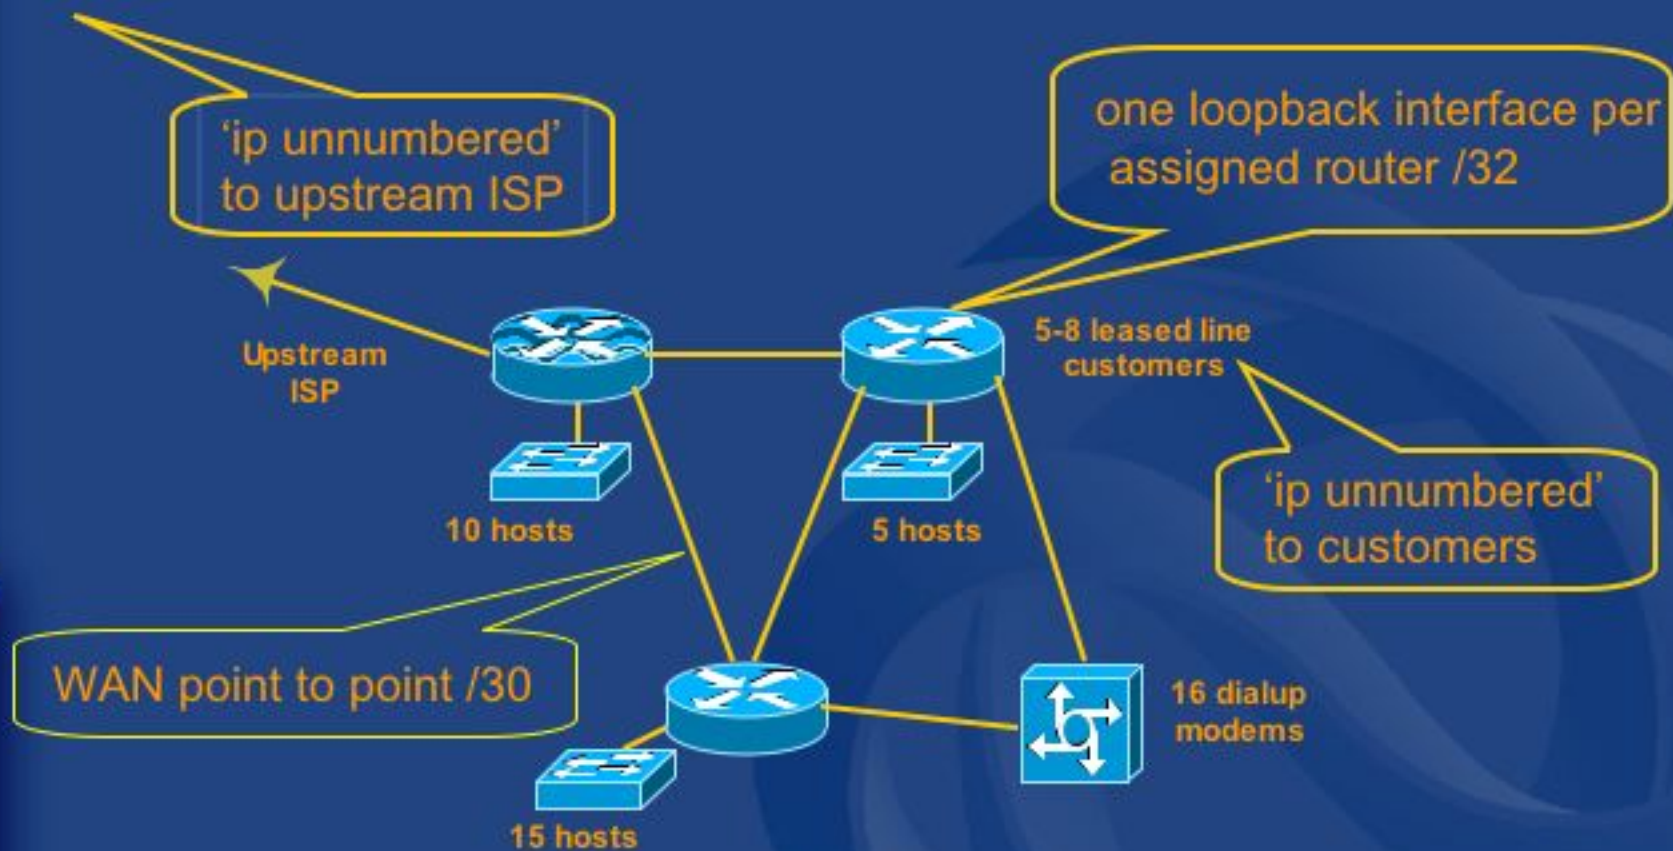 ‘ip unnumbered’
to upstream ISP
one loopback interface per
assigned router /32
Upstream
ISP
5-8 leased line
customers
10 hosts
5 hosts
‘ip unnumbered’
to customers
WAN point to point /30
16 dialup
modems
15 hosts